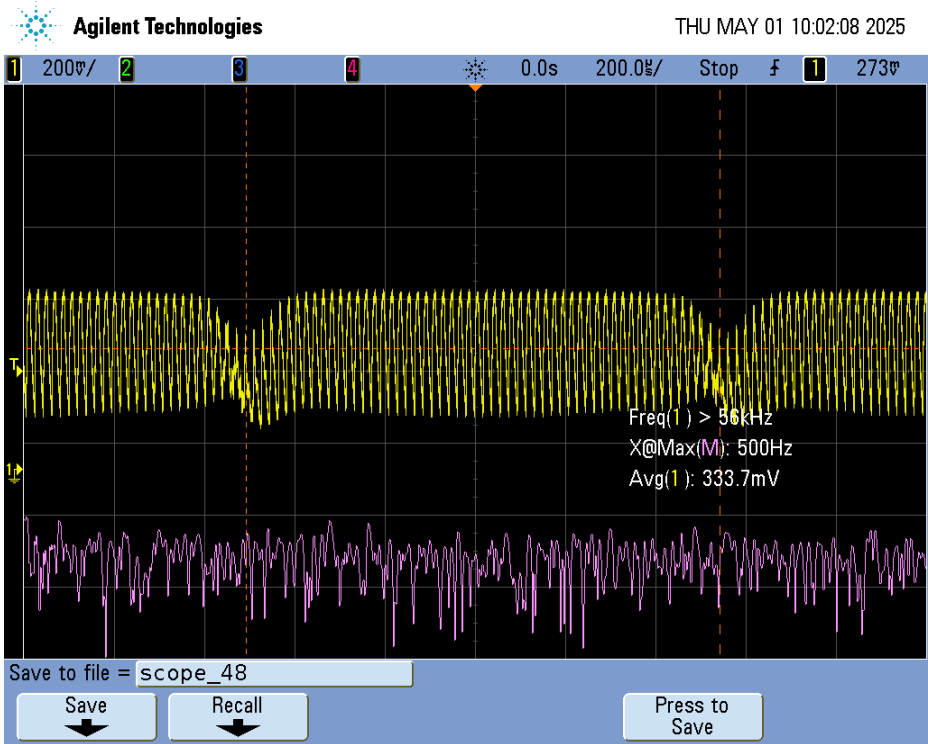 Agilent Technologies THU MAY 01 10:02:08 2025
1 200mV/ 2 3 4 0.0s 200.0µs/ Stop 1 273mV
T
1
Freq(1) > 56kHz
X@Max(M): 500Hz
Avg(1): 333.7mV
Save to file = scope_48
Save Recall Press to
Save